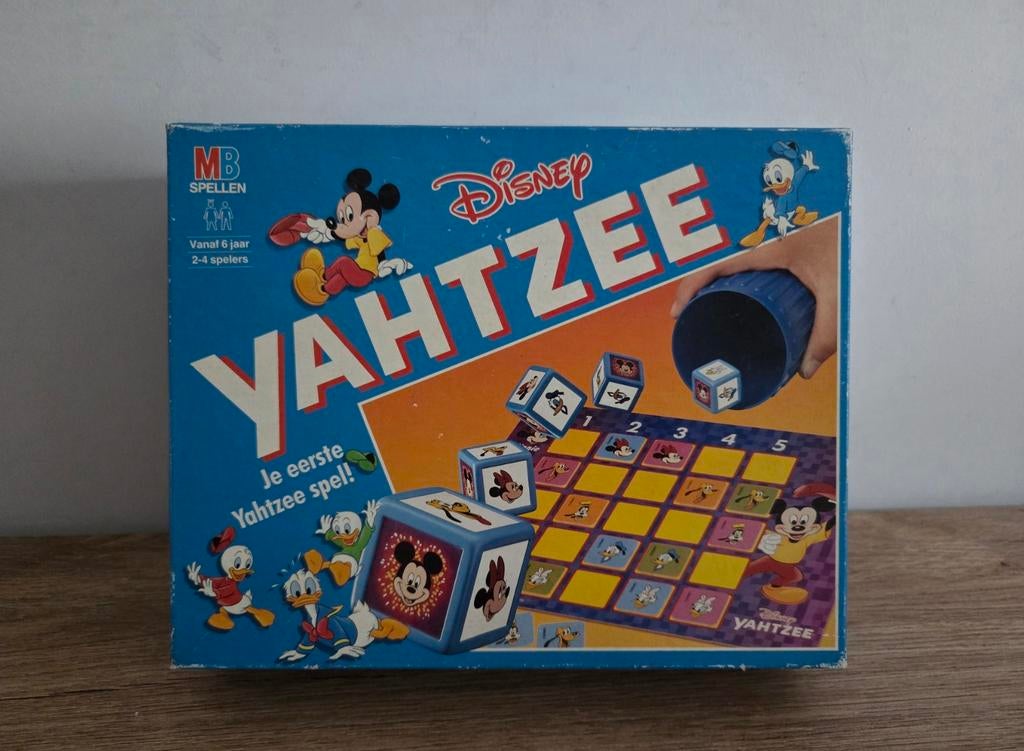 MB
SPELLEN
Vanaf 6 jaar
2-4 spelers
DISNEY
YAHTZEE
Je eerste
Yahtzee spel!
1 2 3 4 5
Disney
YAHTZEE